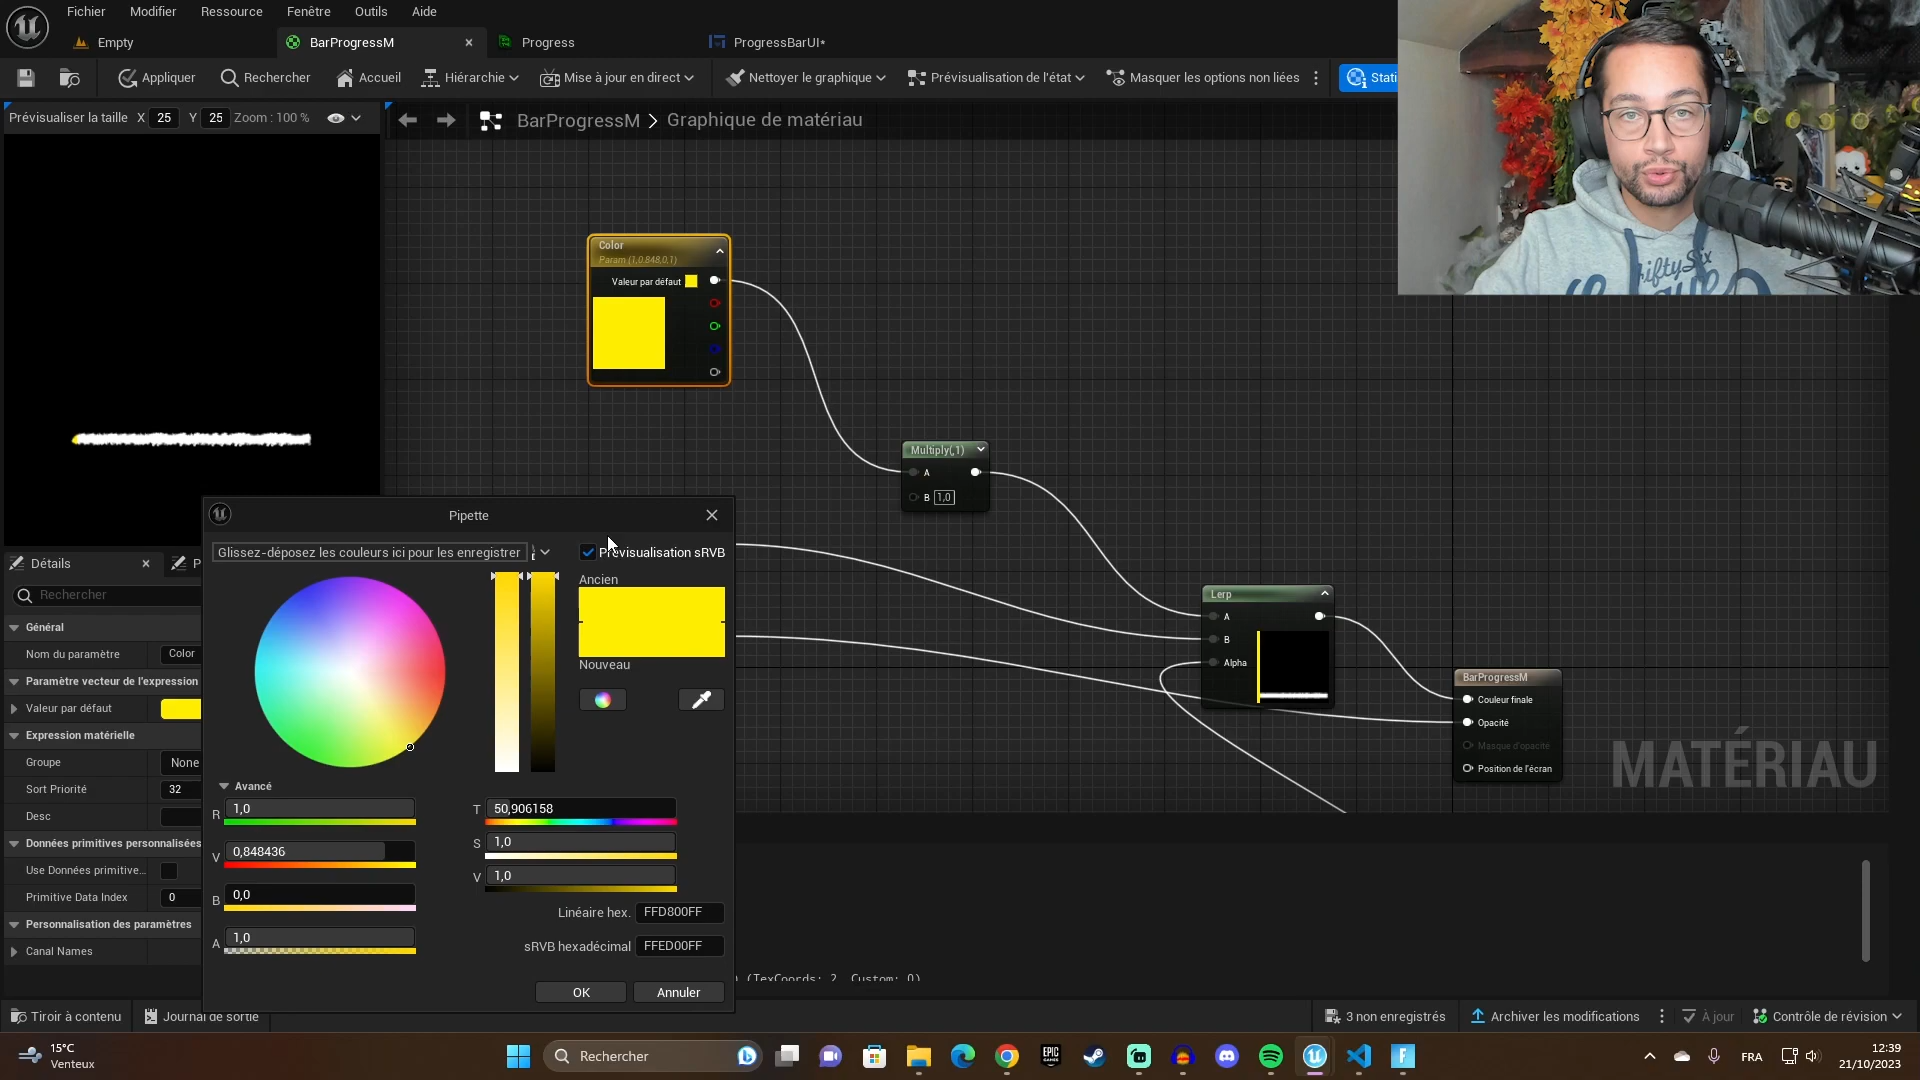 Fichier
Modifier
Ressource
Fenêtre
Outils
Aide
Empty
BarProgressM
Progress
ProgressBarUI*
Appliquer
Rechercher
Accueil
Hiérarchie
Mise à jour en direct
Nettoyer le graphique
Prévisualisation de l'état
Masquer les options non liées
Stati
Prévisualiser la taille X 25 Y 25 Zoom : 100 %
BarProgressM > Graphique de matériau
Color
Param (1,0.848,0,1)
Valeur par défaut
Multiply(,1)
A
B 1,0
Lerp
A
B
Alpha
BarProgressM
Couleur finale
Opacité
Masque d'opacité
Position de l'écran
MATÉRIAU
Pipette
Glissez-déposez les couleurs ici pour les enregistrer
Prévisualisation sRVB
Ancien
Nouveau
Avancé
R 1,0
V 0,848436
B 0,0
A 1,0
T 50,906158
S 1,0
V 1,0
Linéaire hex. FFD800FF
sRVB hexadécimal FFED00FF
OK
Annuler
Détails
P
Rechercher
Général
Nom du paramètre Color
Paramètre vecteur de l'expression
Valeur par défaut
Expression matérielle
Groupe None
Sort Priorité 32
Desc
Données primitives personnalisées
Use Données primitive...
Primitive Data Index 0
Personnalisation des paramètres
Canal Names
(TexCoords: 2, Custom: 0)
Tiroir à contenu
Journal de sortie
3 non enregistrés
Archiver les modifications
À jour
Contrôle de révision
15°C
Venteux
Rechercher
EPIC
GAMES
FRA
12:39
21/10/2023